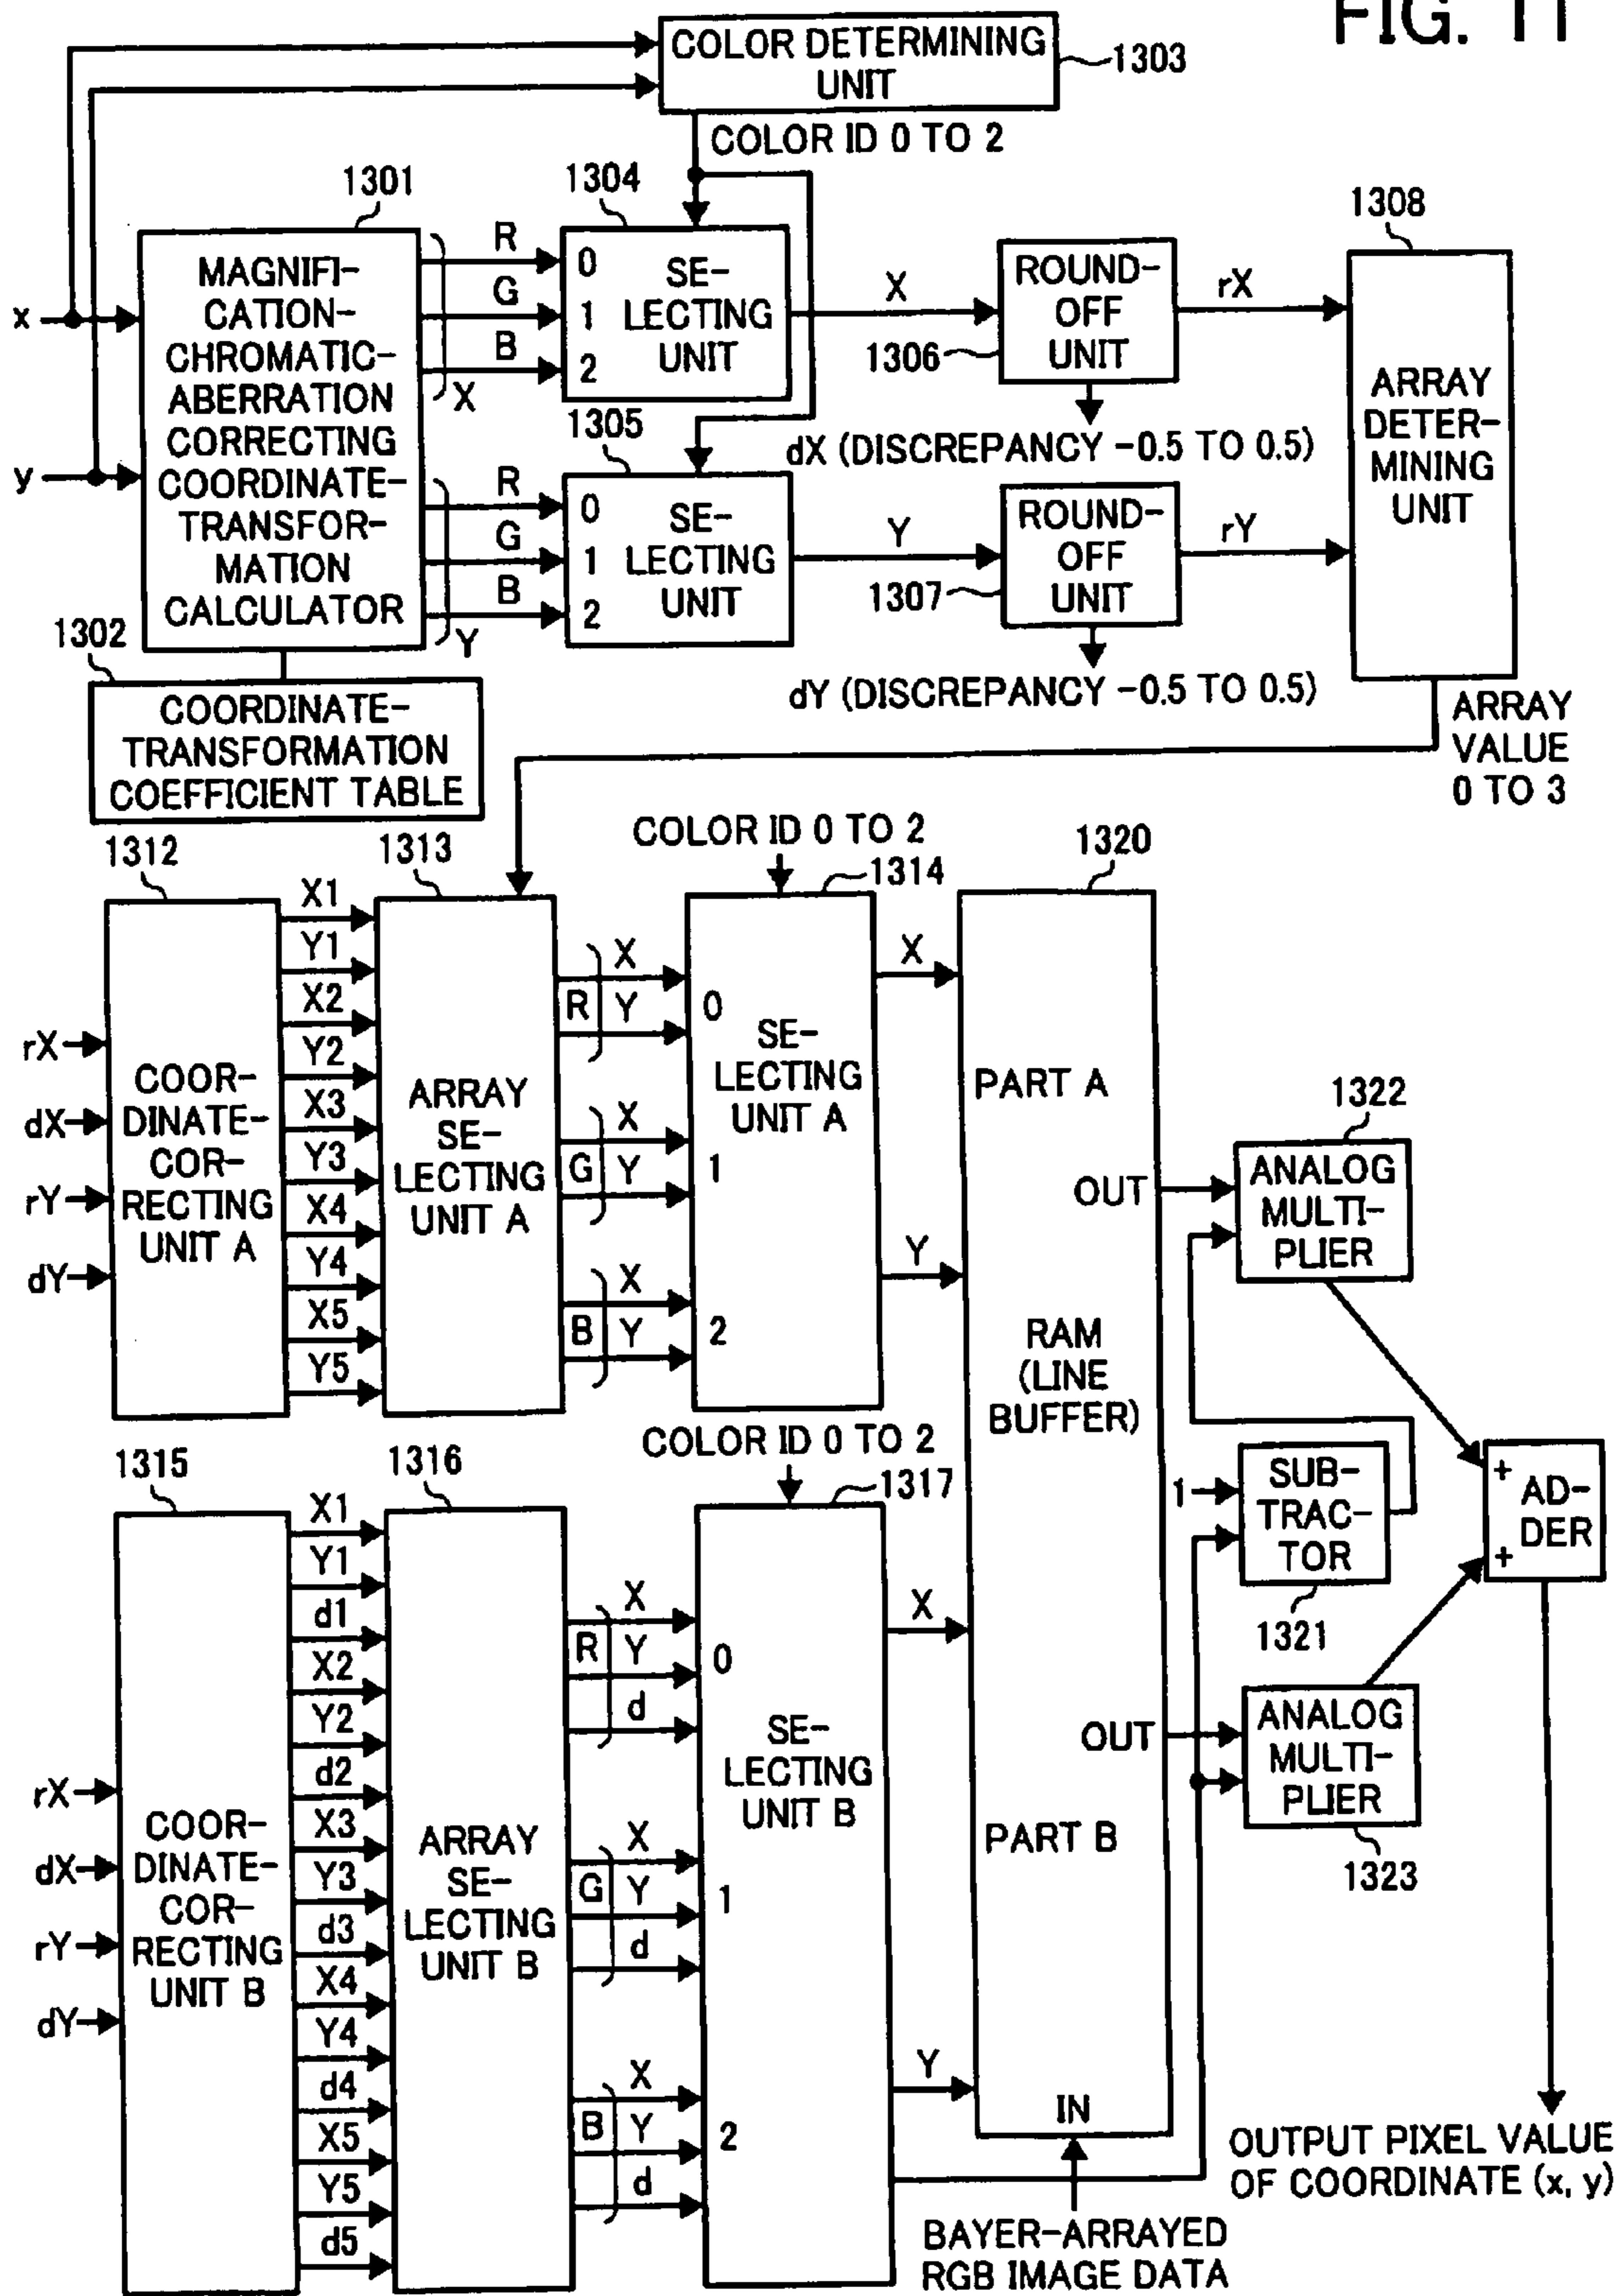 FIG. 11
COLOR DETERMINING
UNIT
1303
COLOR ID 0 TO 2
1301
1304
1308
x
y
MAGNIFI-
CATION-
CHROMATIC-
ABERRATION
CORRECTING
COORDINATE-
TRANSFOR-
MATION
CALCULATOR
R
G
B
X
0
1
2
SE-
LECTING
UNIT
X
ROUND-
OFF
UNIT
1306
rX
dX (DISCREPANCY -0.5 TO 0.5)
ARRAY
DETER-
MINING
UNIT
1305
R
G
B
Y
0
1
2
SE-
LECTING
UNIT
Y
ROUND-
OFF
UNIT
1307
rY
dY (DISCREPANCY -0.5 TO 0.5)
1302
COORDINATE-
TRANSFORMATION
COEFFICIENT TABLE
ARRAY
VALUE
0 TO 3
1312
1313
COLOR ID 0 TO 2
1314
1320
rX
dX
rY
dY
COOR-
DINATE-
COR-
RECTING
UNIT A
X1
Y1
X2
Y2
X3
Y3
X4
Y4
X5
Y5
ARRAY
SE-
LECTING
UNIT A
R
X
Y
G
X
Y
B
X
Y
0
1
2
SE-
LECTING
UNIT A
X
Y
PART A
OUT
RAM
(LINE
BUFFER)
1322
ANALOG
MULTI-
PLIER
1315
1316
COLOR ID 0 TO 2
1317
1
SUB-
TRAC-
TOR
1321
+
+
AD-
DER
rX
dX
rY
dY
COOR-
DINATE-
COR-
RECTING
UNIT B
X1
Y1
d1
X2
Y2
d2
X3
Y3
d3
X4
Y4
d4
X5
Y5
d5
ARRAY
SE-
LECTING
UNIT B
R
X
Y
d
G
X
Y
d
B
X
Y
d
0
1
2
SE-
LECTING
UNIT B
X
Y
OUT
PART B
IN
ANALOG
MULTI-
PLIER
1323
OUTPUT PIXEL VALUE
OF COORDINATE (x, y)
BAYER-ARRAYED
RGB IMAGE DATA